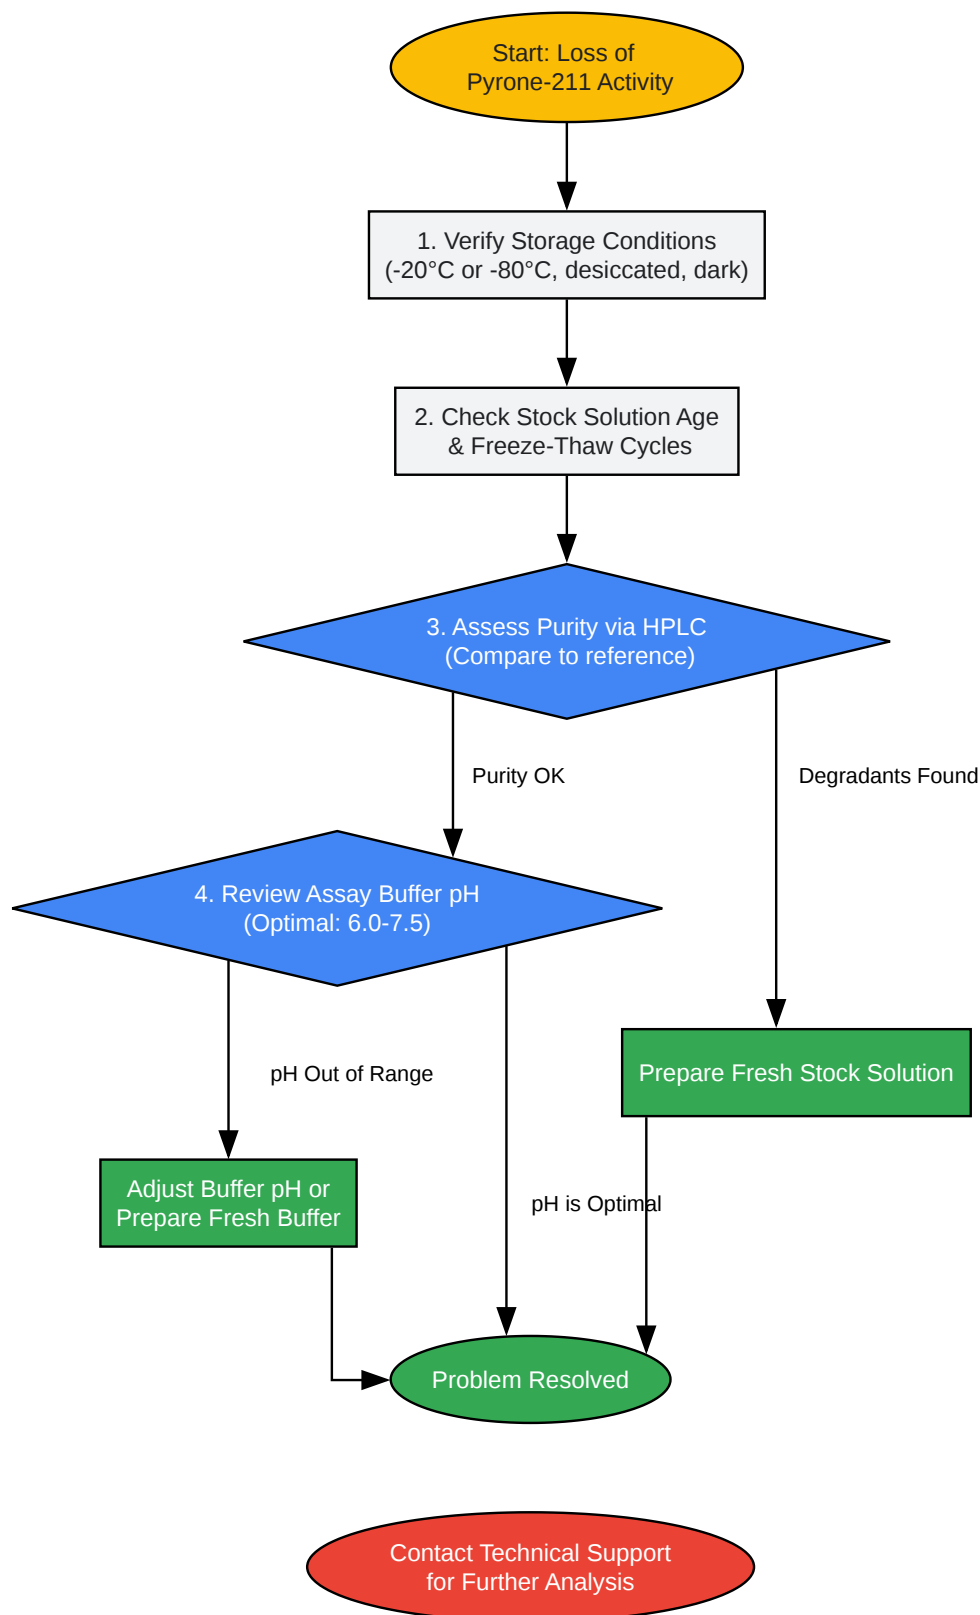 Start: Loss of
Pyrone-211 Activity
1. Verify Storage Conditions
(-20°C or -80°C, desiccated, dark)
2. Check Stock Solution Age
& Freeze-Thaw Cycles
3. Assess Purity via HPLC
(Compare to reference)
Purity OK
Degradants Found
4. Review Assay Buffer pH
(Optimal: 6.0-7.5)
pH Out of Range
Prepare Fresh Stock Solution
Adjust Buffer pH or
Prepare Fresh Buffer
pH is Optimal
Problem Resolved
Contact Technical Support
for Further Analysis